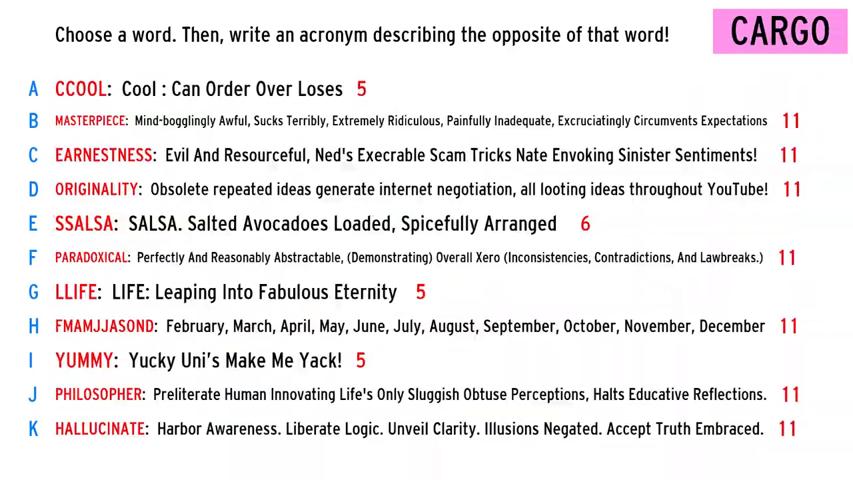 Choose a word. Then, write an acronym describing the opposite of that word!
CARGO
A CCOOL: Cool : Can Order Over Loses 5
B MASTERPIECE: Mind-bogglingly Awful, Sucks Terribly, Extremely Ridiculous, Painfully Inadequate, Excruciatingly Circumvents Expectations 11
C EARNESTNESS: Evil And Resourceful, Ned's Execrable Scam Tricks Nate Envoking Sinister Sentiments! 11
D ORIGINALITY: Obsolete repeated ideas generate internet negotiation, all looting ideas throughout YouTube! 11
E SSALSA: SALSA. Salted Avocadoes Loaded, Spicefully Arranged 6
F PARADOXICAL: Perfectly And Reasonably Abstractable, (Demonstrating) Overall Xero (Inconsistencies, Contradictions, And Lawbreaks.) 11
G LLIFE: LIFE: Leaping Into Fabulous Eternity 5
H FMAMJJASOND: February, March, April, May, June, July, August, September, October, November, December 11
I YUMMY: Yucky Uni's Make Me Yack! 5
J PHILOSOPHER: Preliterate Human Innovating Life's Only Sluggish Obtuse Perceptions, Halts Educative Reflections. 11
K HALLUCINATE: Harbor Awareness. Liberate Logic. Unveil Clarity. Illusions Negated. Accept Truth Embraced. 11